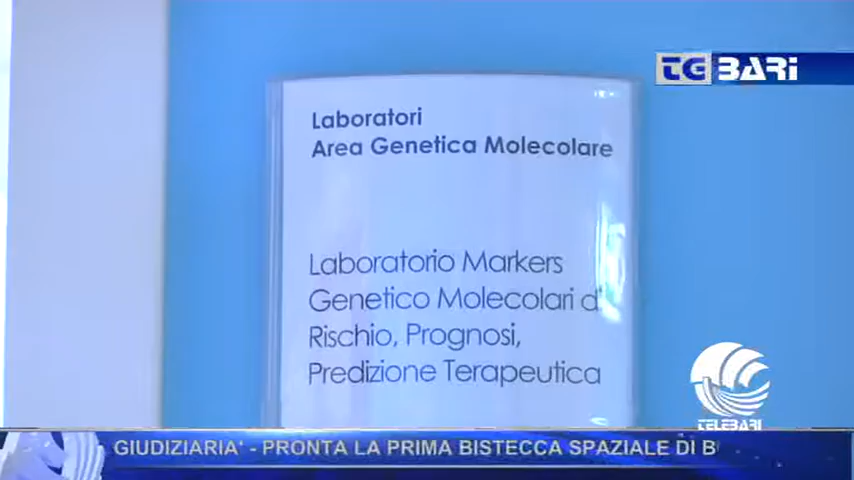 TG BARI
Laboratori
Area Genetica Molecolare
Laboratorio Markers
Genetico Molecolari d'
Rischio, Prognosi,
Predizione Terapeutica
TELEBARI
GIUDIZIARIA' - PRONTA LA PRIMA BISTECCA SPAZIALE DI